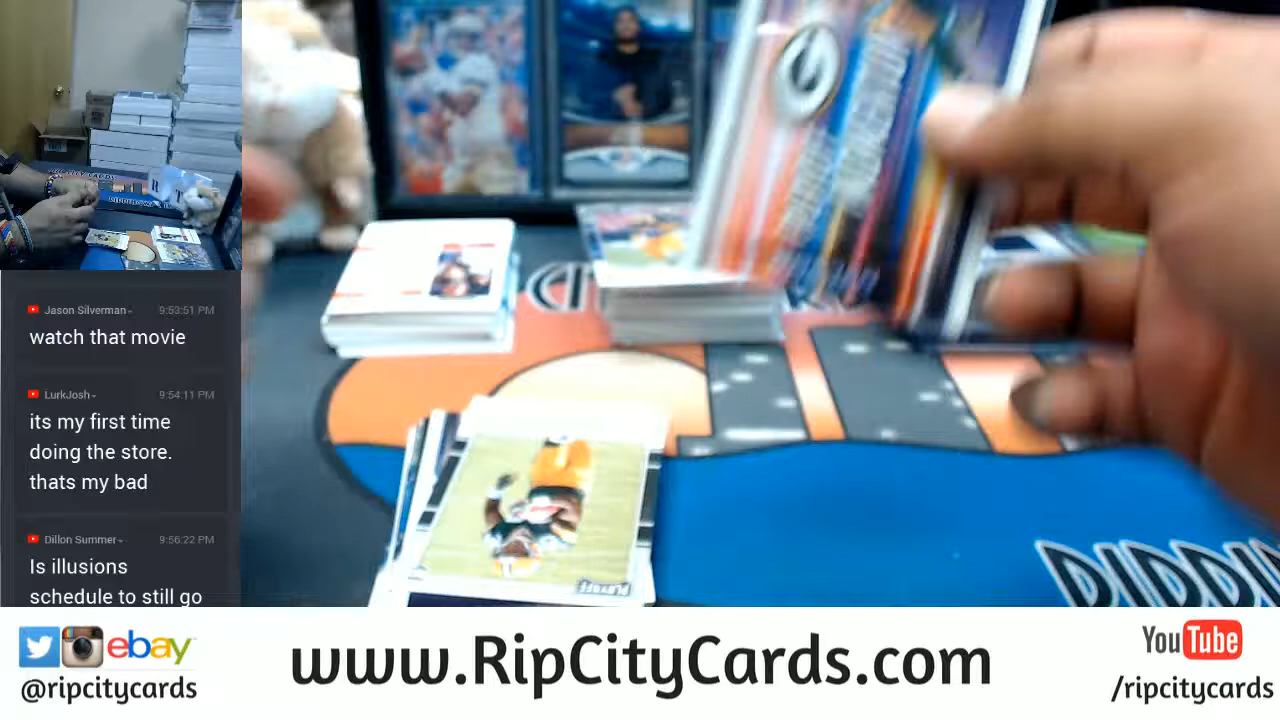 Jason Silverman 9:53:51 PM
watch that movie
LurkJosh 9:54:11 PM
its my first time
doing the store.
thats my bad
Dillon Summer 9:56:22 PM
Is illusions
schedule to still go
PLAYOFF
ebay
@ripcitycards
www.RipCityCards.com
YouTube
/ripcitycards